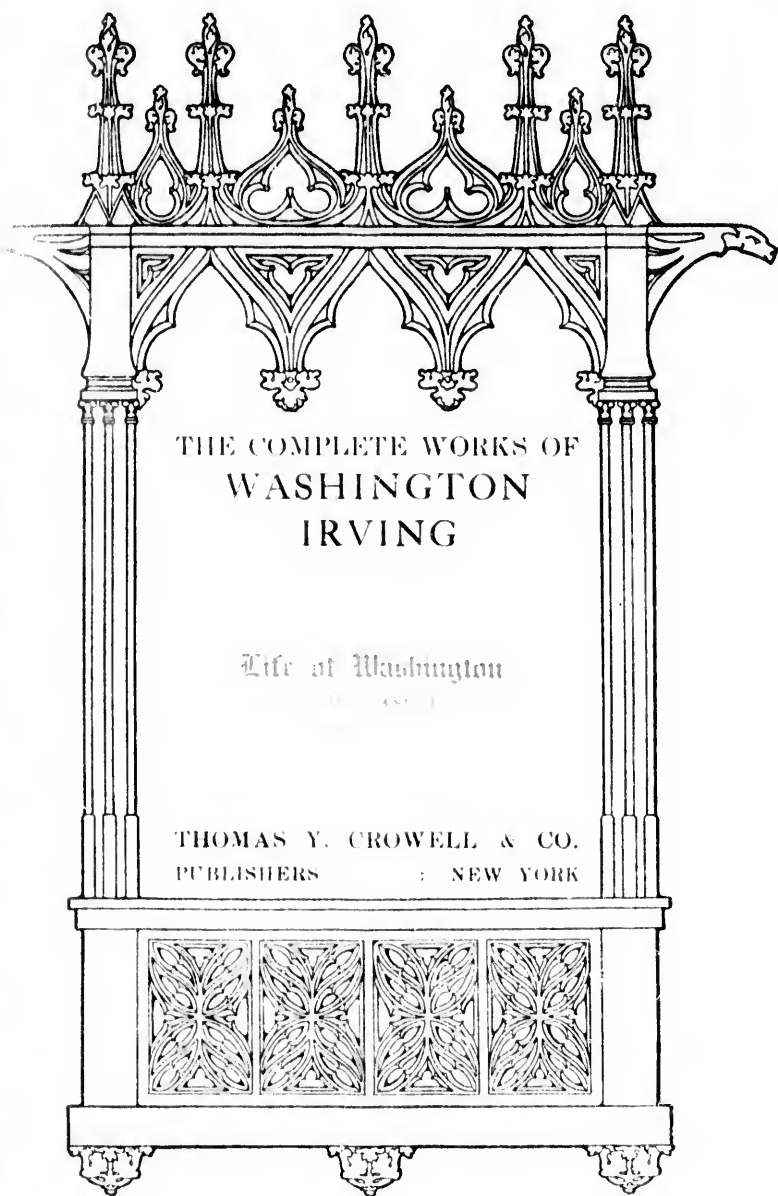 THE COMPLETE WORKS OF
WASHINGTON
IRVING
Life of Washington
THOMAS Y. CROWELL & CO.
PUBLISHERS : NEW YORK